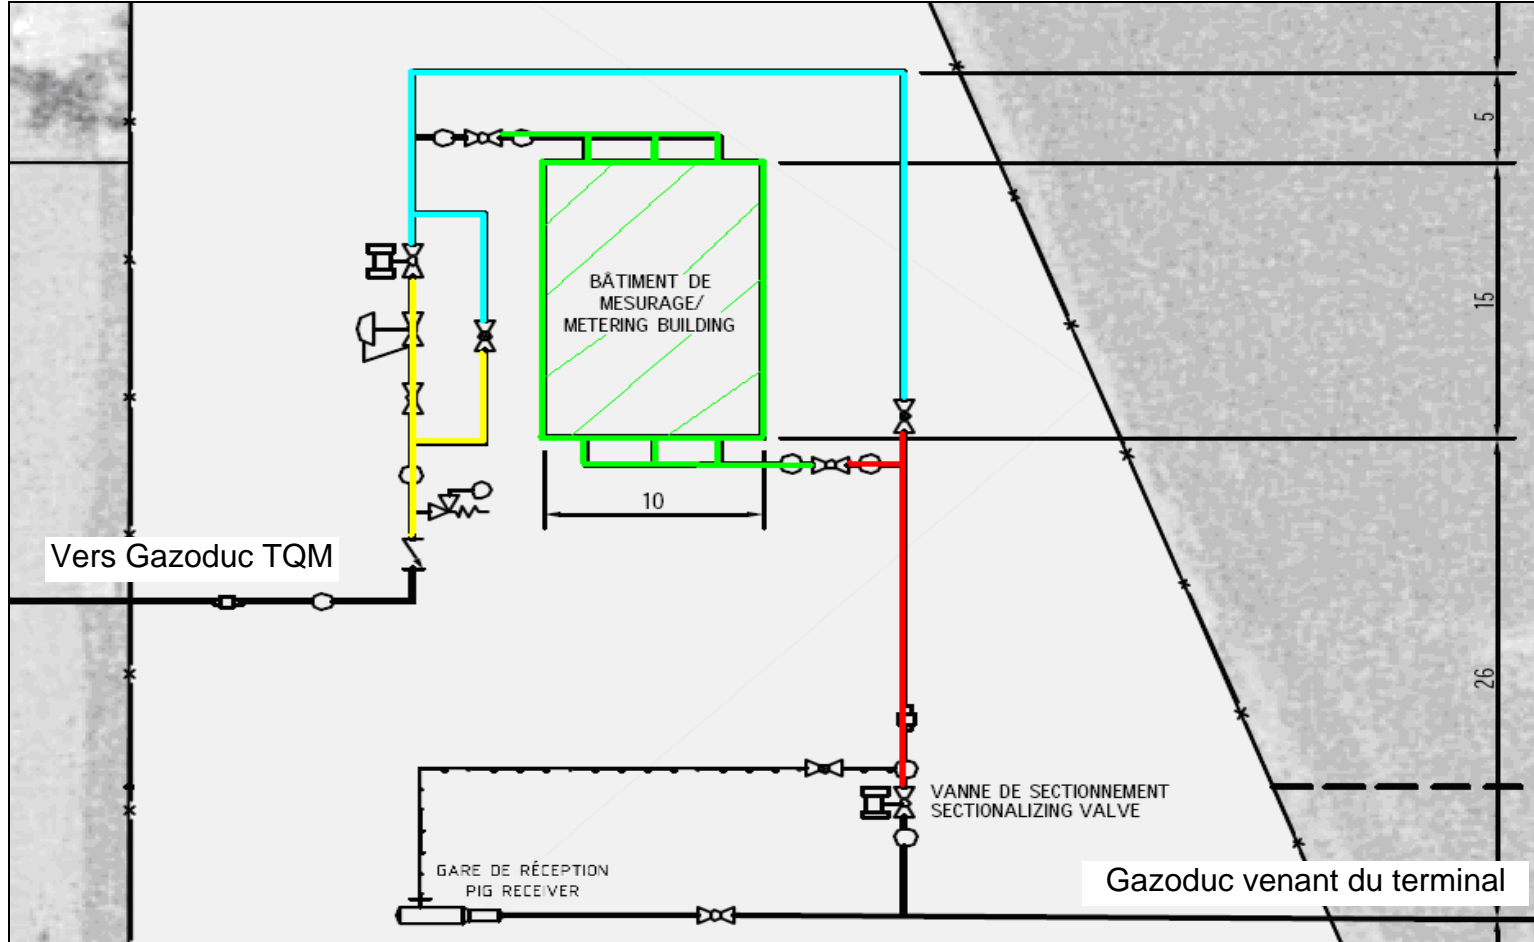 5
BÂTIMENT DE
MESURAGE/
METERING BUILDING
15
10
Vers Gazoduc TQM
26
VANNE DE SECTIONNEMENT
SECTIONALIZING VALVE
GARE DE RÉCEPTION
PIG RECEIVER
Gazoduc venant du terminal